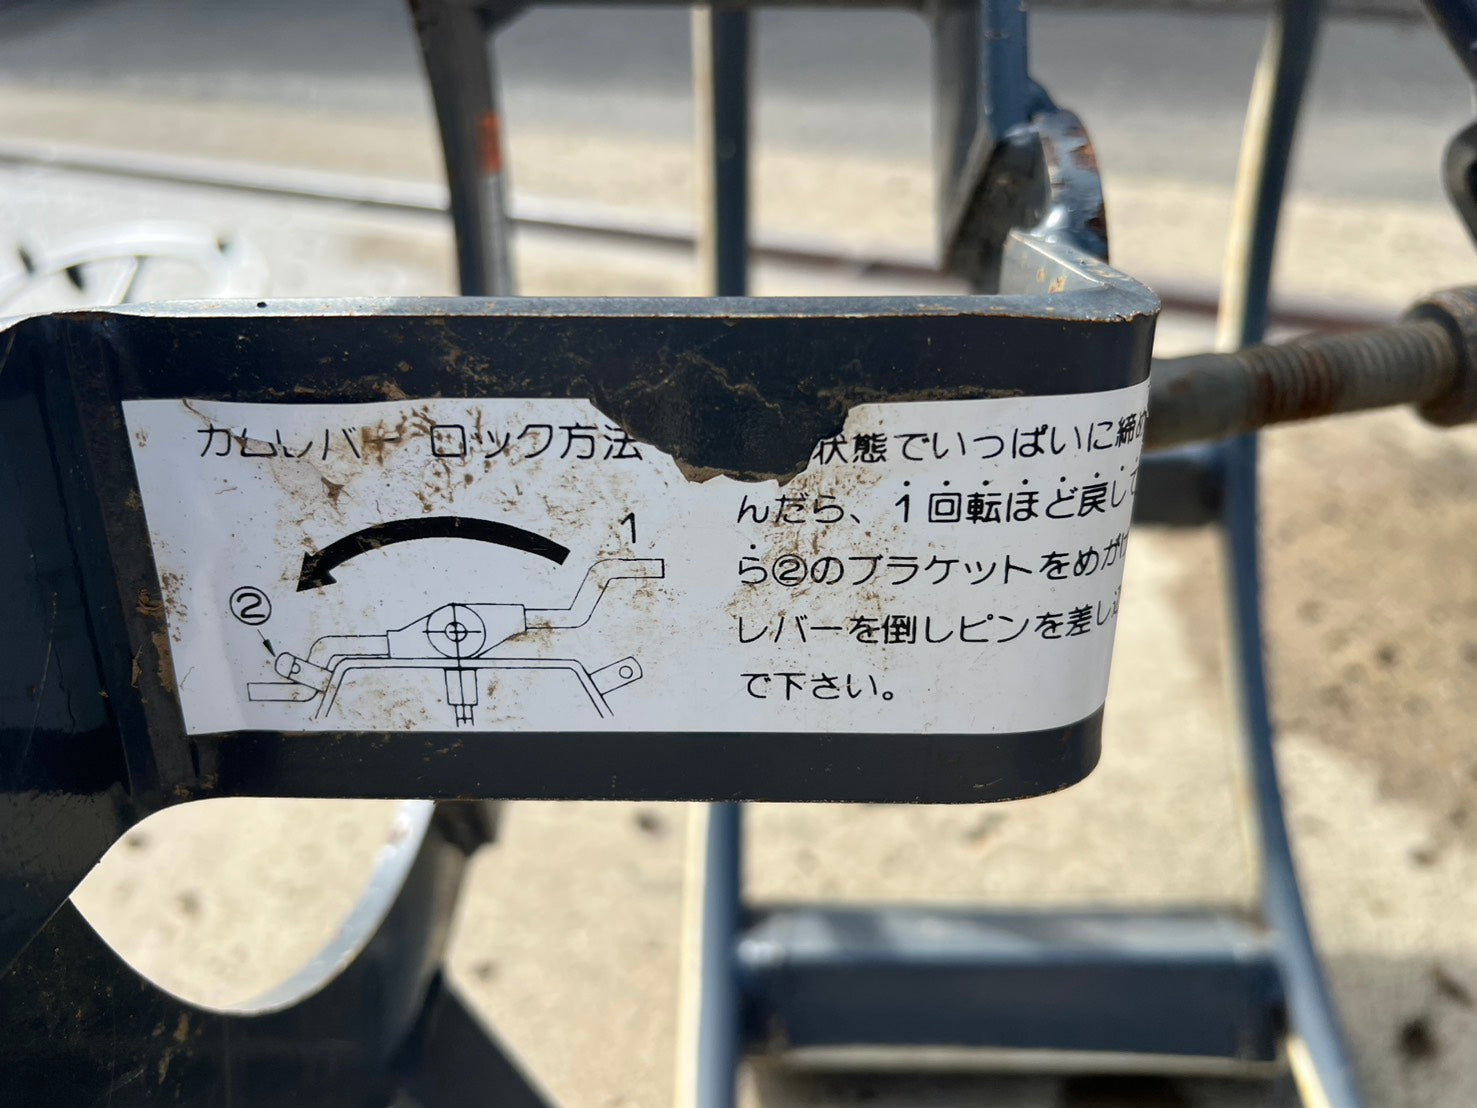 カムレバー ロック方法
1
②
状態でいっぱいに締め
んだら、1回転ほど戻して
ら②のブラケットをめが
レバーを倒しピンを差し
で下さい。